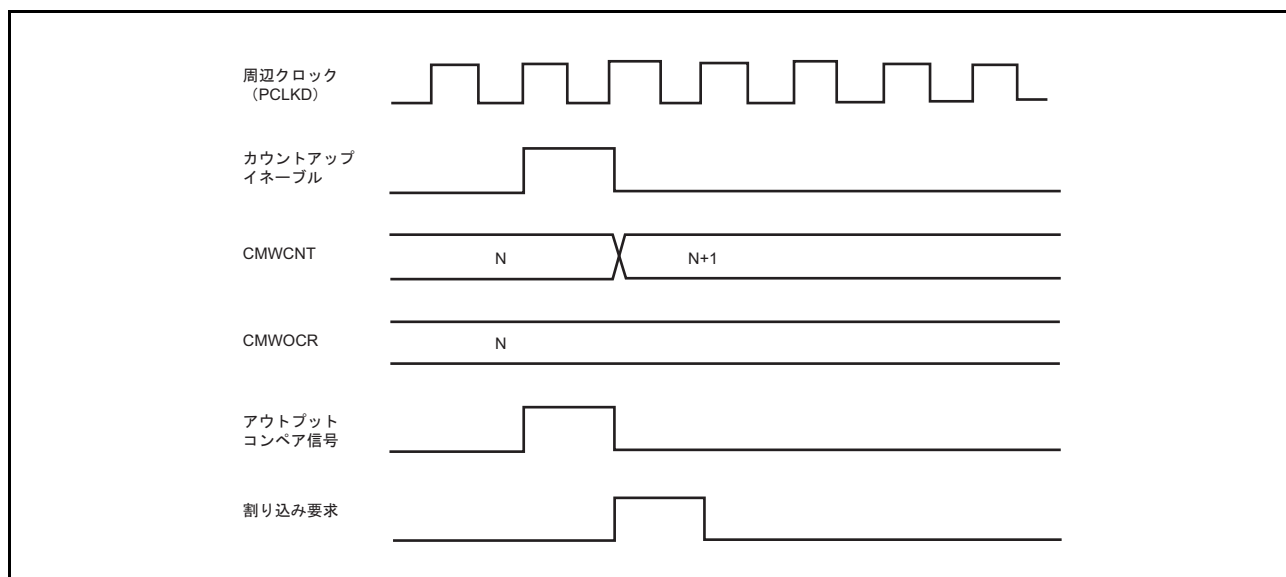 周辺クロック
（PCLKD）
カウントアップ
イネーブル
CMWCNT
N
N+1
CMWOCR
N
アウトプット
コンペア信号
割り込み要求